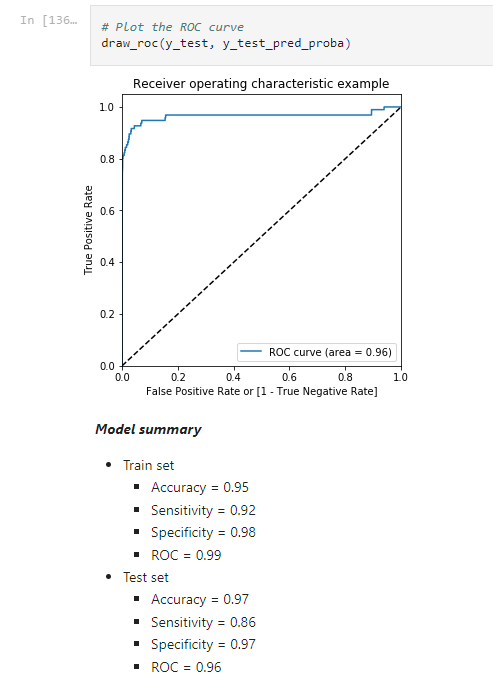 In [136…
# Plot the ROC curve
draw_roc(y_test, y_test_pred_proba)
Receiver operating characteristic example
1.0
0.8
0.6
0.4
0.2
0.0
True Positive Rate
ROC curve (area = 0.96)
0.0 0.2 0.4 0.6 0.8 1.0
False Positive Rate or [1 - True Negative Rate]
Model summary
• Train set
▪ Accuracy = 0.95
▪ Sensitivity = 0.92
▪ Specificity = 0.98
▪ ROC = 0.99
• Test set
▪ Accuracy = 0.97
▪ Sensitivity = 0.86
▪ Specificity = 0.97
▪ ROC = 0.96